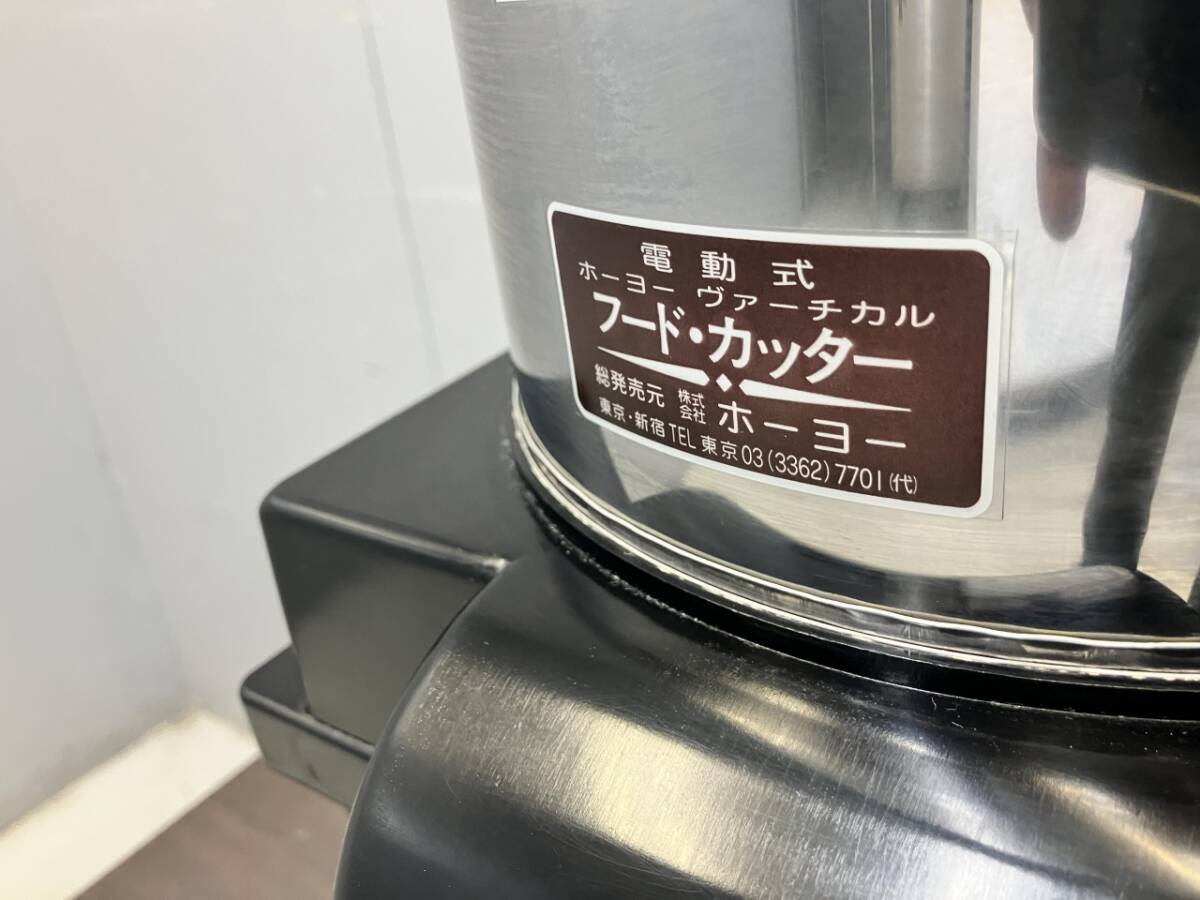 電動式
ホーヨー ヴァーチカル
フード・カッター
総発売元 株式会社 ホーヨー
東京・新宿 TEL 東京 03(3362)7701(代)